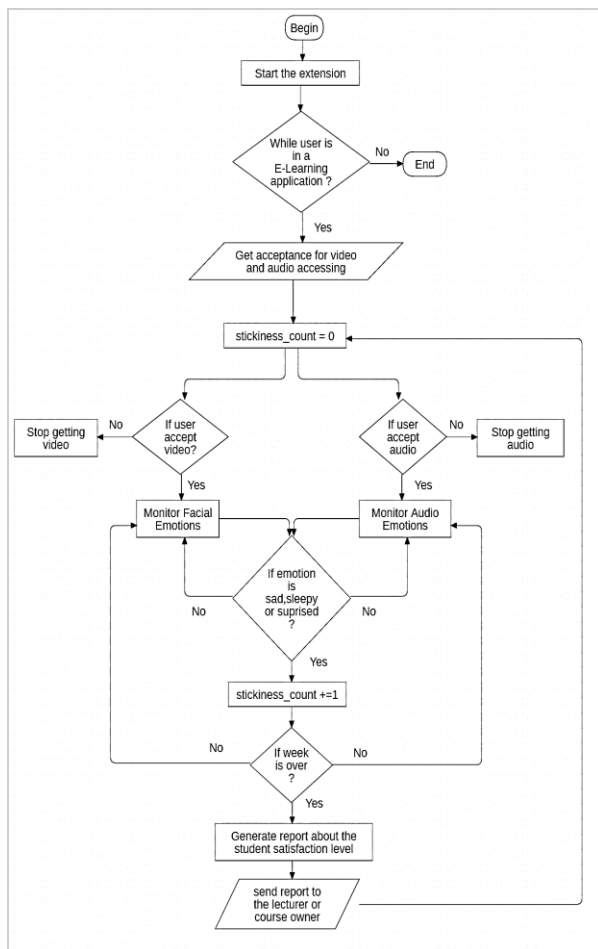 Begin
Start the extension
While user is
in a
E-Learning
application ?
No
End
Yes
Get acceptance for video
and audio accessing
stickiness_count = 0
If user
accept
video?
No
Stop getting
video
Yes
If user
accept
audio
No
Stop getting
audio
Yes
Monitor Facial
Emotions
Monitor Audio
Emotions
If emotion
is
sad,sleepy
or suprised
?
No
No
Yes
stickiness_count +=1
If week
is over
?
No
No
Yes
Generate report about the
student satisfaction level
send report to
the lecturer or
course owner